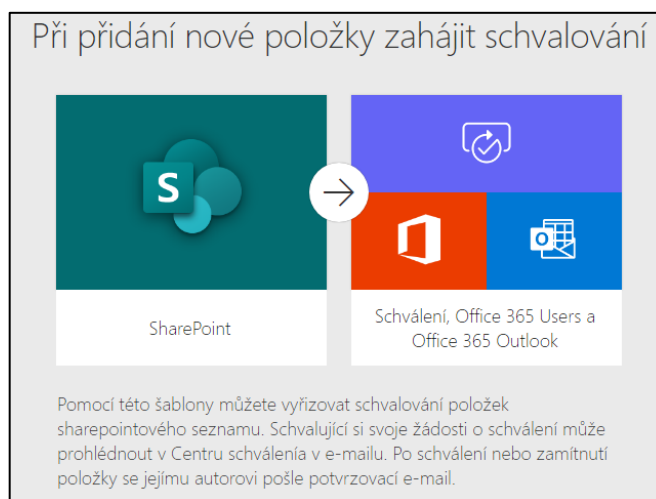 Při přidání nové položky zahájit schvalování
S
O
SharePoint
Schválení, Office 365 Users a
Office 365 Outlook
Pomocí této šablony můžete vyřizovat schvalování položek
sharepointového seznamu. Schvalující si svoje žádosti o schválení může
prohlédnout v Centru schválenía v e-mailu. Po schválení nebo zamítnutí
položky se jejímu autorovi pošle potvrzovací e-mail.